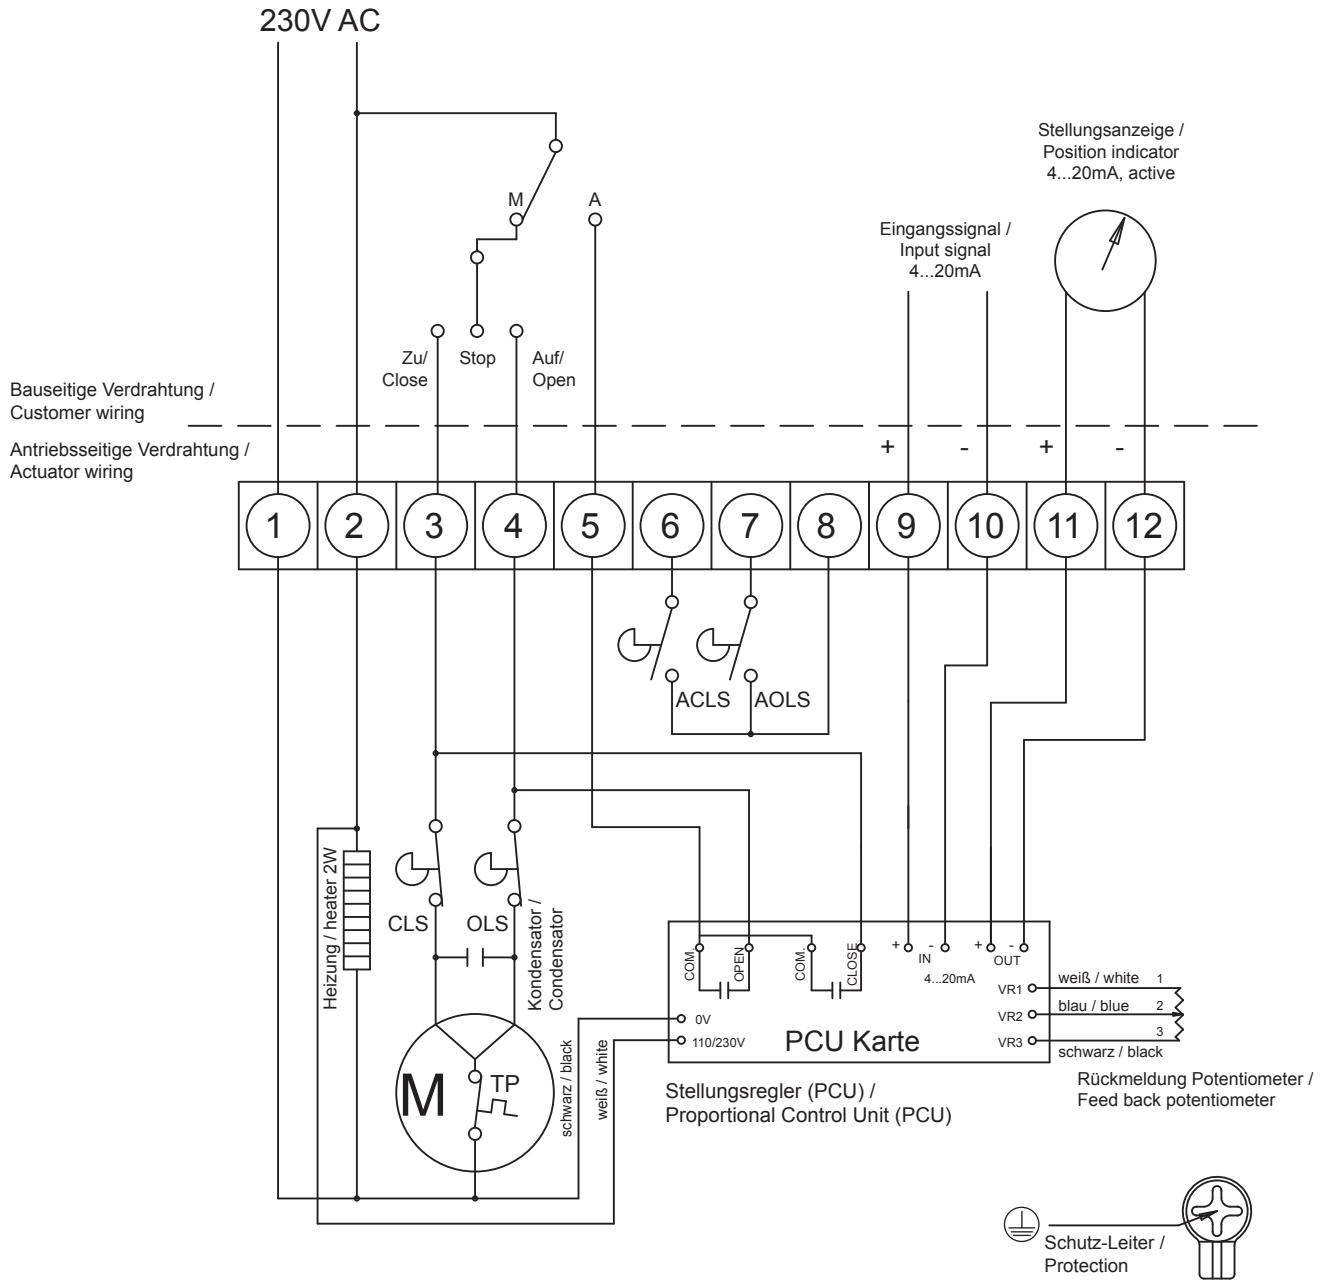 230V AC
Stellungsanzeige /
Position indicator
4...20mA, active
M
A
Eingangssignal /
Input signal
4...20mA
Zu/
Close
Stop
Auf/
Open
Bauseitige Verdrahtung /
Customer wiring
Antriebsseitige Verdrahtung /
Actuator wiring
+ - + -
1 2 3 4 5 6 7 8 9 10 11 12
ACLS AOLS
Heizung / heater 2W
CLS OLS
Kondensator /
Condensator
COM.
OPEN
COM.
CLOSE
+ - + -
IN
OUT
4...20mA
VR1
VR2
VR3
weiß / white 1
blau / blue 2
3
schwarz / black
0V
110/230V
PCU Karte
M
TP
schwarz / black
weiß / white
Stellungsregler (PCU) /
Proportional Control Unit (PCU)
Rückmeldung Potentiometer /
Feed back potentiometer
Schutz-Leiter /
Protection